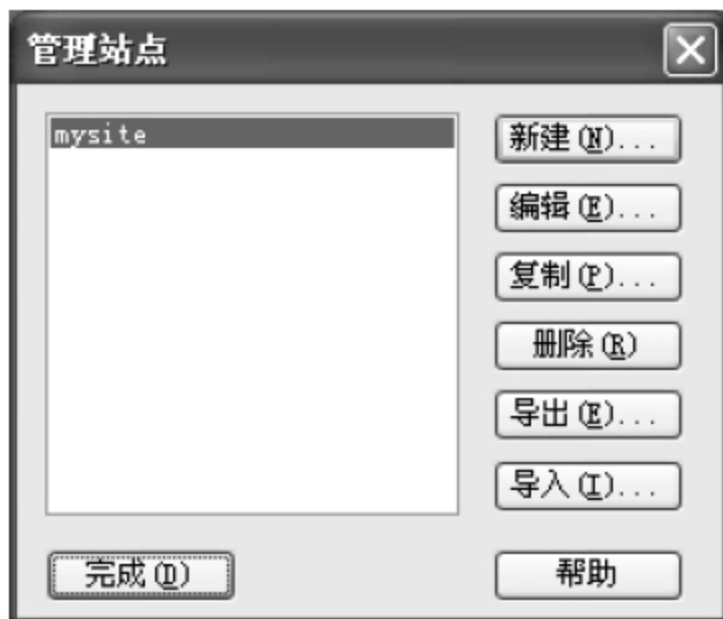 管理站点
mysite
新建(N)...
编辑(E)...
复制(P)...
删除(R)
导出(E)...
导入(I)...
完成(D)
帮助